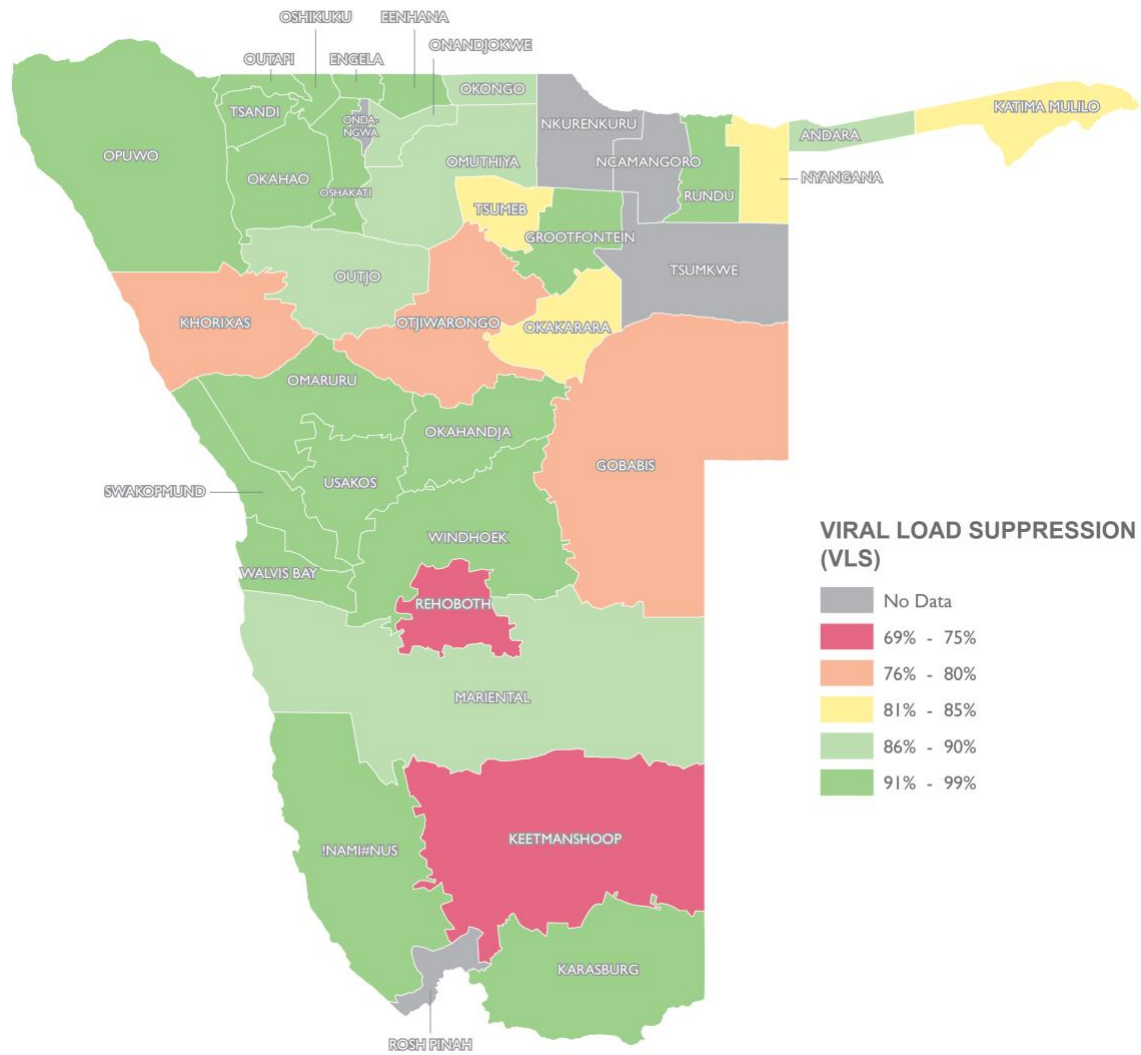 OSHIKUKU
EENHANA
OUTAPI
ENGELA
ONANDJOKWE
OKONGO
TSANDI
ONDA-
NGWA
NKURENKURU
KATIMA MULILO
ANDARA
OPUWO
OKAHAO
OMUTHIYA
NCAMANGORO
OSHAKATI
RUNDU
NYANGANA
TSUMEB
GROOTFONTEIN
TSUMKWE
OUTJO
KHORIXAS
OTJIWARONGO
OKAKARARA
OMARURU
OKAHANDJA
GOBABIS
SWAKOPMUND
USAKOS
WINDHOEK
WALVIS BAY
REHOBOTH
MARIENTAL
KEETMANSHOOP
!NAMI#NUS
KARASBURG
ROSH PINAH
VIRAL LOAD SUPPRESSION
(VLS)
No Data
69% - 75%
76% - 80%
81% - 85%
86% - 90%
91% - 99%